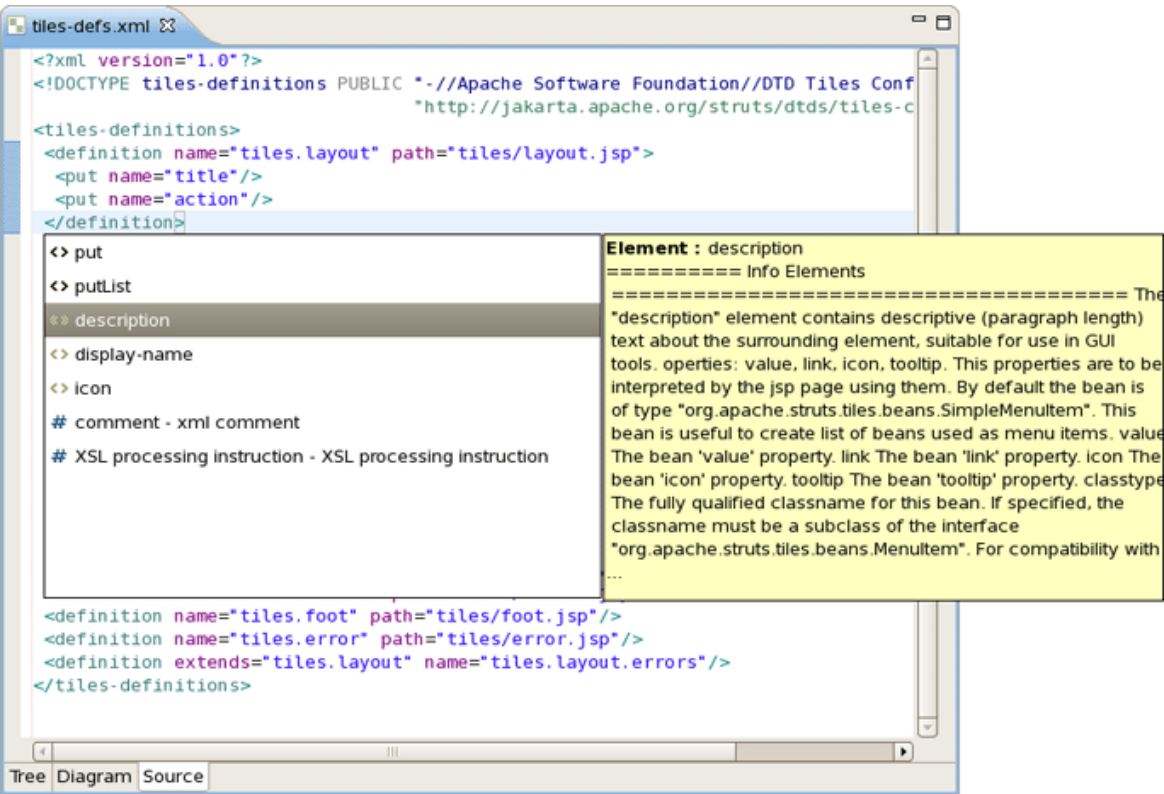 tiles-defs.xml
<?xml version="1.0"?>
<!DOCTYPE tiles-definitions PUBLIC "-//Apache Software Foundation//DTD Tiles Conf
"http://jakarta.apache.org/struts/dtds/tiles-c
<tiles-definitions>
<definition name="tiles.layout" path="tiles/layout.jsp">
<put name="title"/>
<put name="action"/>
</definition>
<> put
<> putList
<> description
<> display-name
<> icon
# comment - xml comment
# XSL processing instruction - XSL processing instruction
Element : description
========== Info Elements
====================================== The
"description" element contains descriptive (paragraph length)
text about the surrounding element, suitable for use in GUI
tools. operties: value, link, icon, tooltip. This properties are to be
interpreted by the jsp page using them. By default the bean is
of type "org.apache.struts.tiles.beans.SimpleMenuItem". This
bean is useful to create list of beans used as menu items. value
The bean 'value' property. link The bean 'link' property. icon The
bean 'icon' property. tooltip The bean 'tooltip' property. classtype
The fully qualified classname for this bean. If specified, the
classname must be a subclass of the interface
"org.apache.struts.tiles.beans.MenuItem". For compatibility with
...
<definition name="tiles.foot" path="tiles/foot.jsp"/>
<definition name="tiles.error" path="tiles/error.jsp"/>
<definition extends="tiles.layout" name="tiles.layout.errors"/>
</tiles-definitions>
Tree Diagram Source